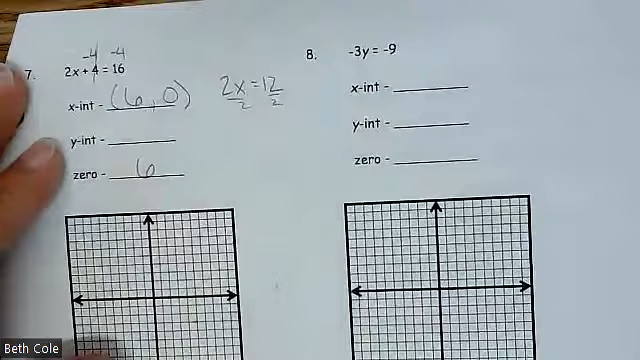 -4 -4
7. 2x + 4 = 16
x-int - (6, 0)
2x = 12
2 2
y-int -
zero - 6
8. -3y = -9
x-int -
y-int -
zero -
Beth Cole